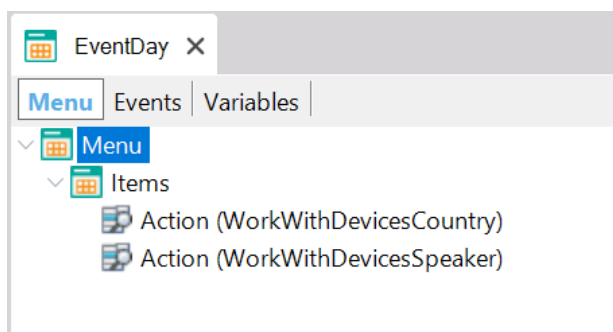 EventDay
Menu Events Variables
Menu
Items
Action (WorkWithDevicesCountry)
Action (WorkWithDevicesSpeaker)